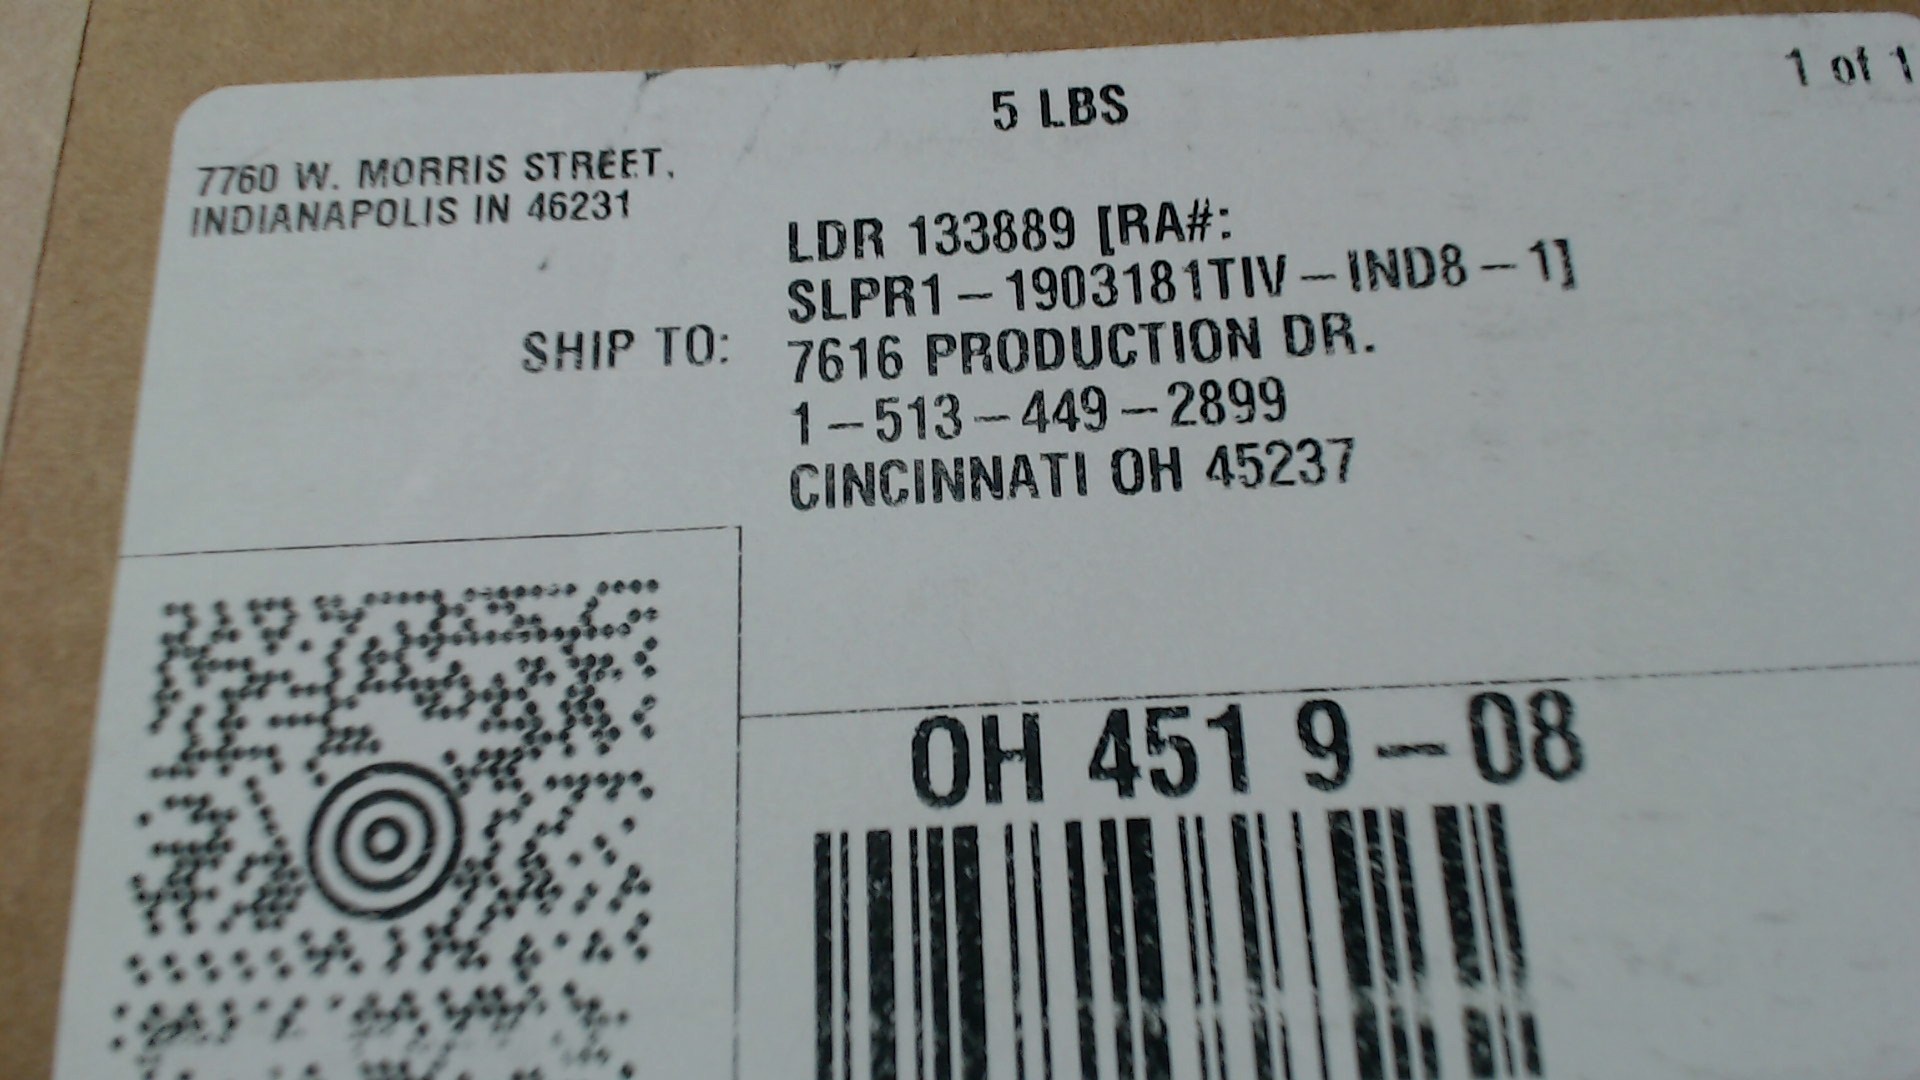 1 of 1
5 LBS
7760 W. MORRIS STREET,
INDIANAPOLIS IN 46231
LDR 133889 [RA#:
SLPR1-1903181TIV-IND8-1]
SHIP TO: 7616 PRODUCTION DR.
1-513-449-2899
CINCINNATI OH 45237
OH 451 9-08